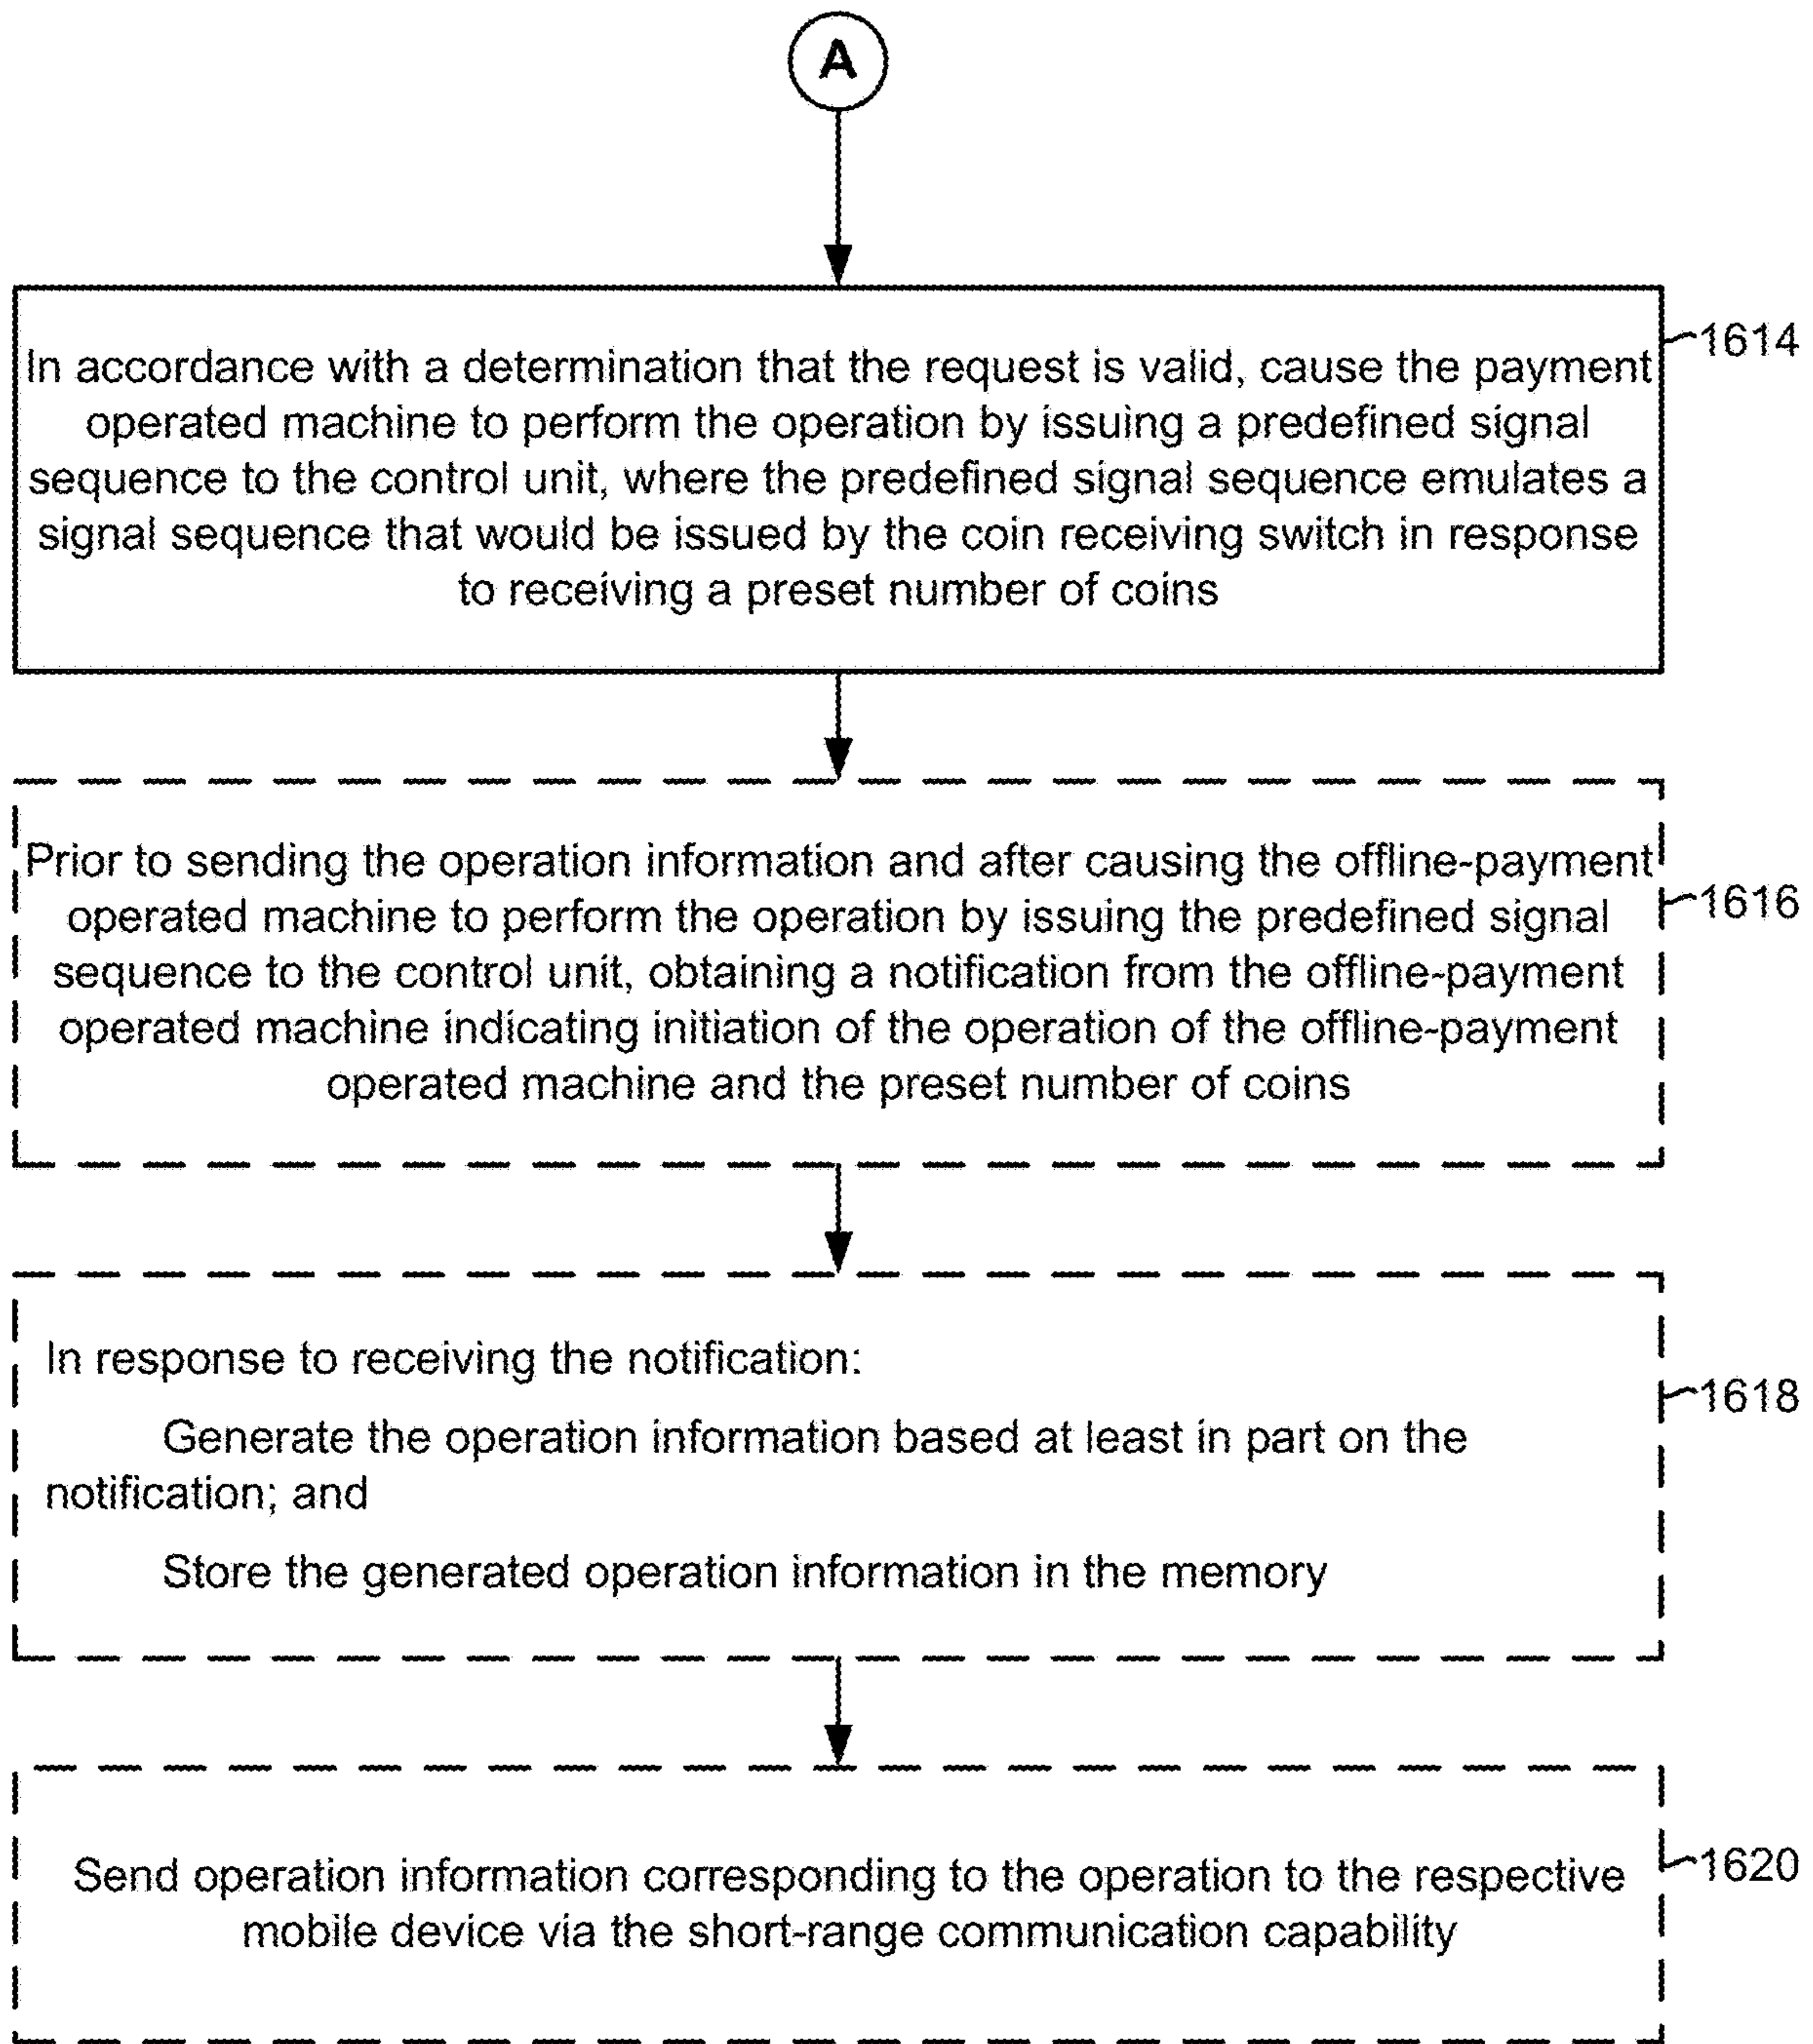 A
In accordance with a determination that the request is valid, cause the payment
operated machine to perform the operation by issuing a predefined signal
sequence to the control unit, where the predefined signal sequence emulates a
signal sequence that would be issued by the coin receiving switch in response
to receiving a preset number of coins
1614
Prior to sending the operation information and after causing the offline-payment
operated machine to perform the operation by issuing the predefined signal
sequence to the control unit, obtaining a notification from the offline-payment
operated machine indicating initiation of the operation of the offline-payment
operated machine and the preset number of coins
1616
In response to receiving the notification:
Generate the operation information based at least in part on the
notification; and
Store the generated operation information in the memory
1618
Send operation information corresponding to the operation to the respective
mobile device via the short-range communication capability
1620